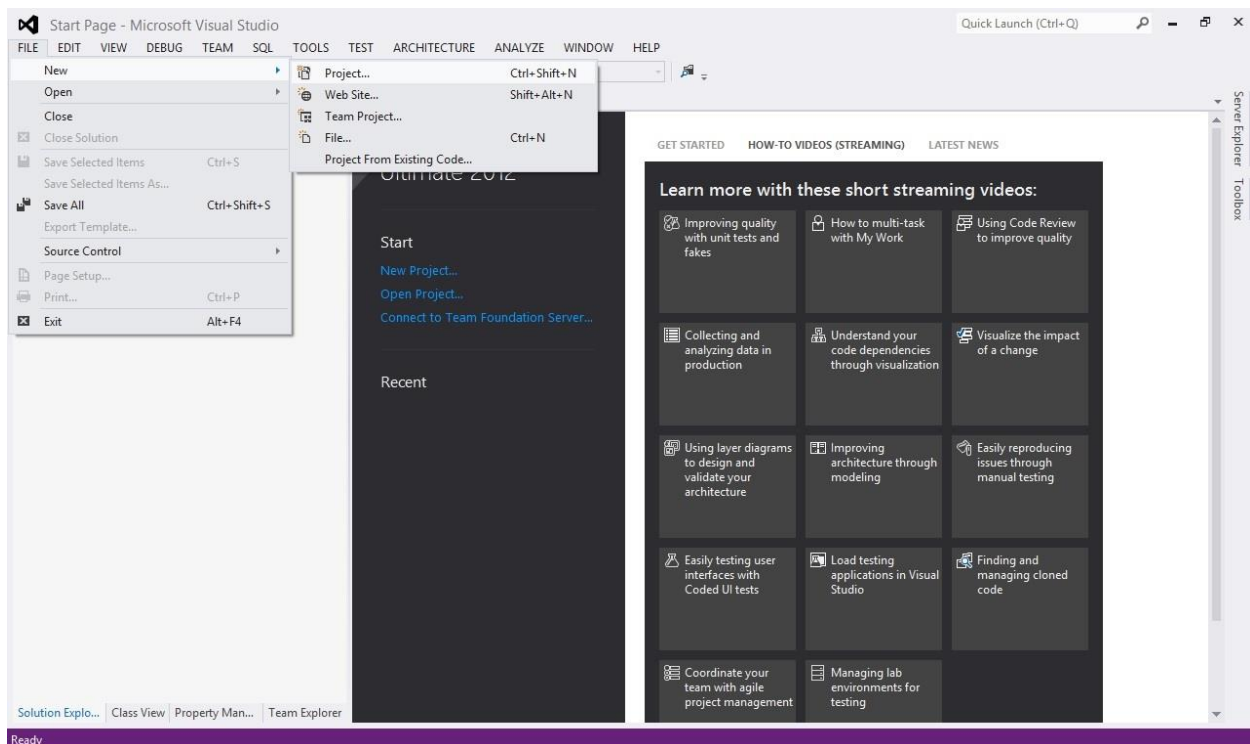 Start Page - Microsoft Visual Studio
Quick Launch (Ctrl+Q)
FILE EDIT VIEW DEBUG TEAM SQL TOOLS TEST ARCHITECTURE ANALYZE WINDOW HELP
New
Open
Close
Close Solution
Save Selected Items Ctrl+S
Save Selected Items As...
Save All Ctrl+Shift+S
Export Template...
Source Control
Page Setup...
Print... Ctrl+P
Exit Alt+F4
Project... Ctrl+Shift+N
Web Site... Shift+Alt+N
Team Project...
File... Ctrl+N
Project From Existing Code...
Ultimate 2012
Start
New Project...
Open Project...
Connect to Team Foundation Server...
Recent
GET STARTED HOW-TO VIDEOS (STREAMING) LATEST NEWS
Learn more with these short streaming videos:
Improving quality
with unit tests and
fakes
How to multi-task
with My Work
Using Code Review
to improve quality
Collecting and
analyzing data in
production
Understand your
code dependencies
through visualization
Visualize the impact
of a change
Using layer diagrams
to design and
validate your
architecture
Improving
architecture through
modeling
Easily reproducing
issues through
manual testing
Easily testing user
interfaces with
Coded UI tests
Load testing
applications in Visual
Studio
Finding and
managing cloned
code
Coordinate your
team with agile
project management
Managing lab
environments for
testing
Server Explorer
Toolbox
Solution Explo... Class View Property Man... Team Explorer
Ready